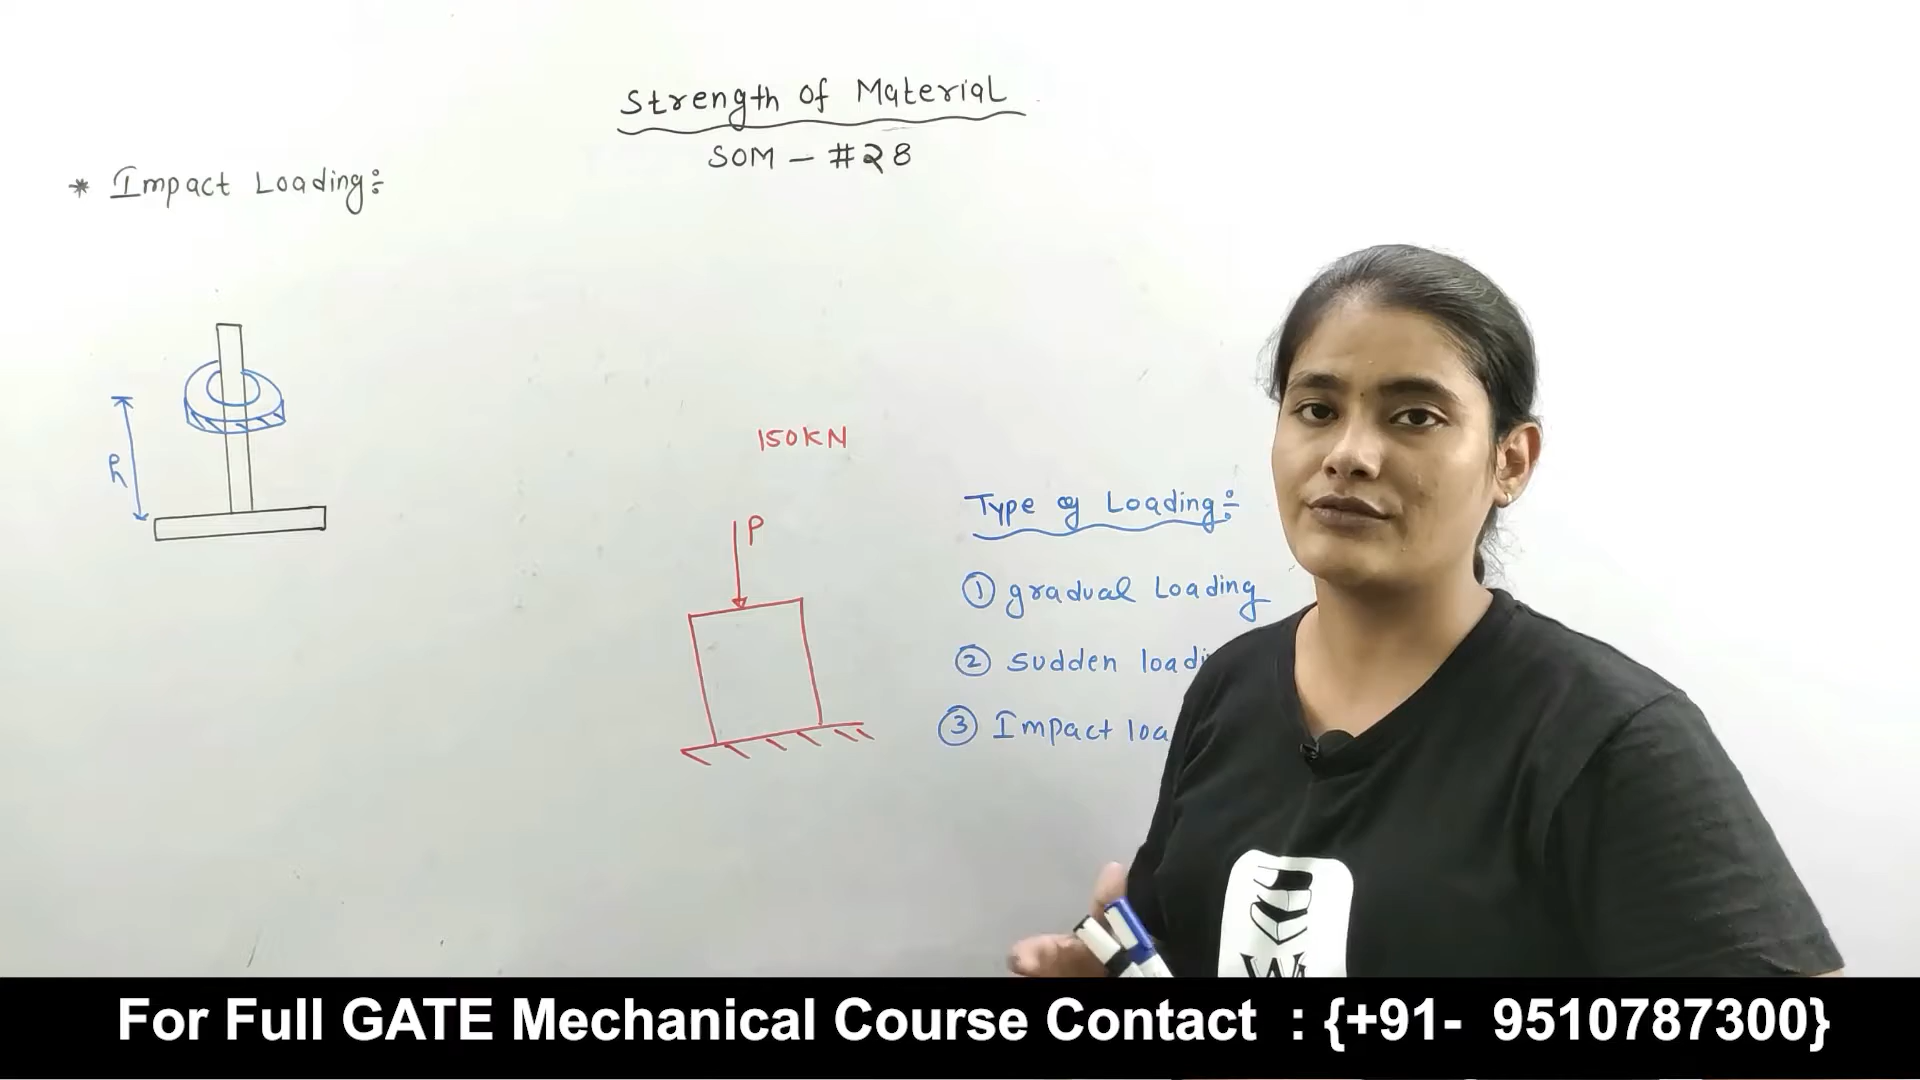 Strength of Material
SOM - #28
* Impact Loading:
h
150KN
P
Type of Loading:
① gradual Loading
② Sudden loadi
③ Impact loa
W
For Full GATE Mechanical Course Contact : {+91- 9510787300}